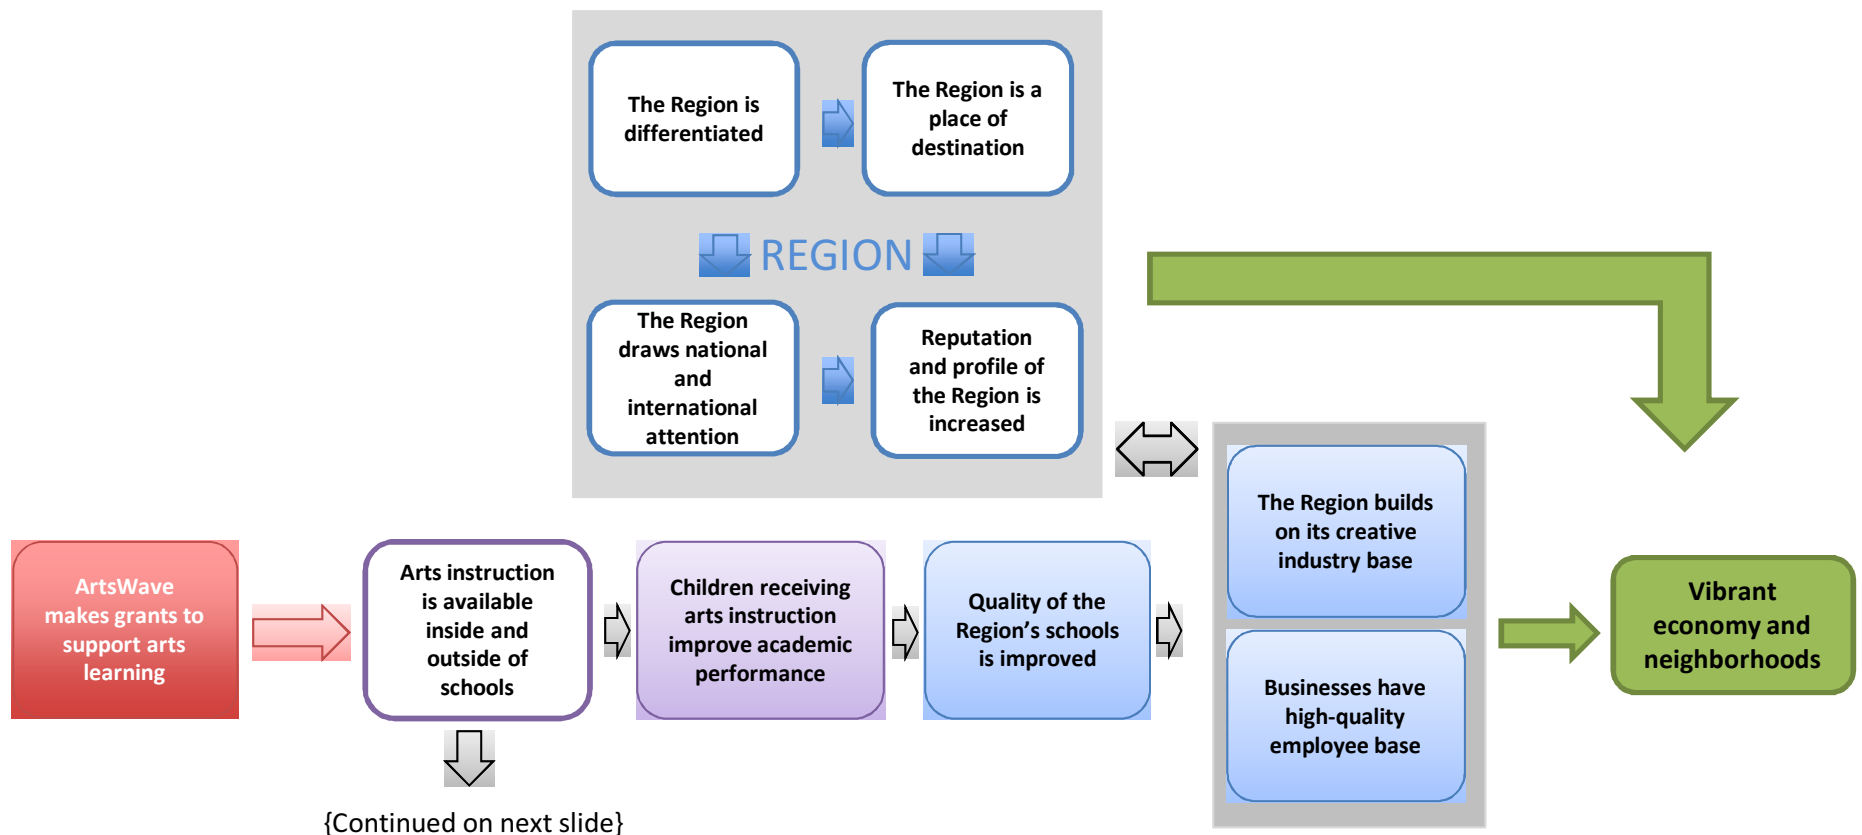 The Region is
differentiated
The Region is a
place of
destination
REGION
The Region
draws national
and
international
attention
Reputation
and profile of
the Region is
increased
ArtsWave
makes grants to
support arts
learning
Arts instruction
is available
inside and
outside of
schools
Children receiving
arts instruction
improve academic
performance
Quality of the
Region’s schools
is improved
The Region builds
on its creative
industry base
Businesses have
high-quality
employee base
Vibrant
economy and
neighborhoods
{Continued on next slide}